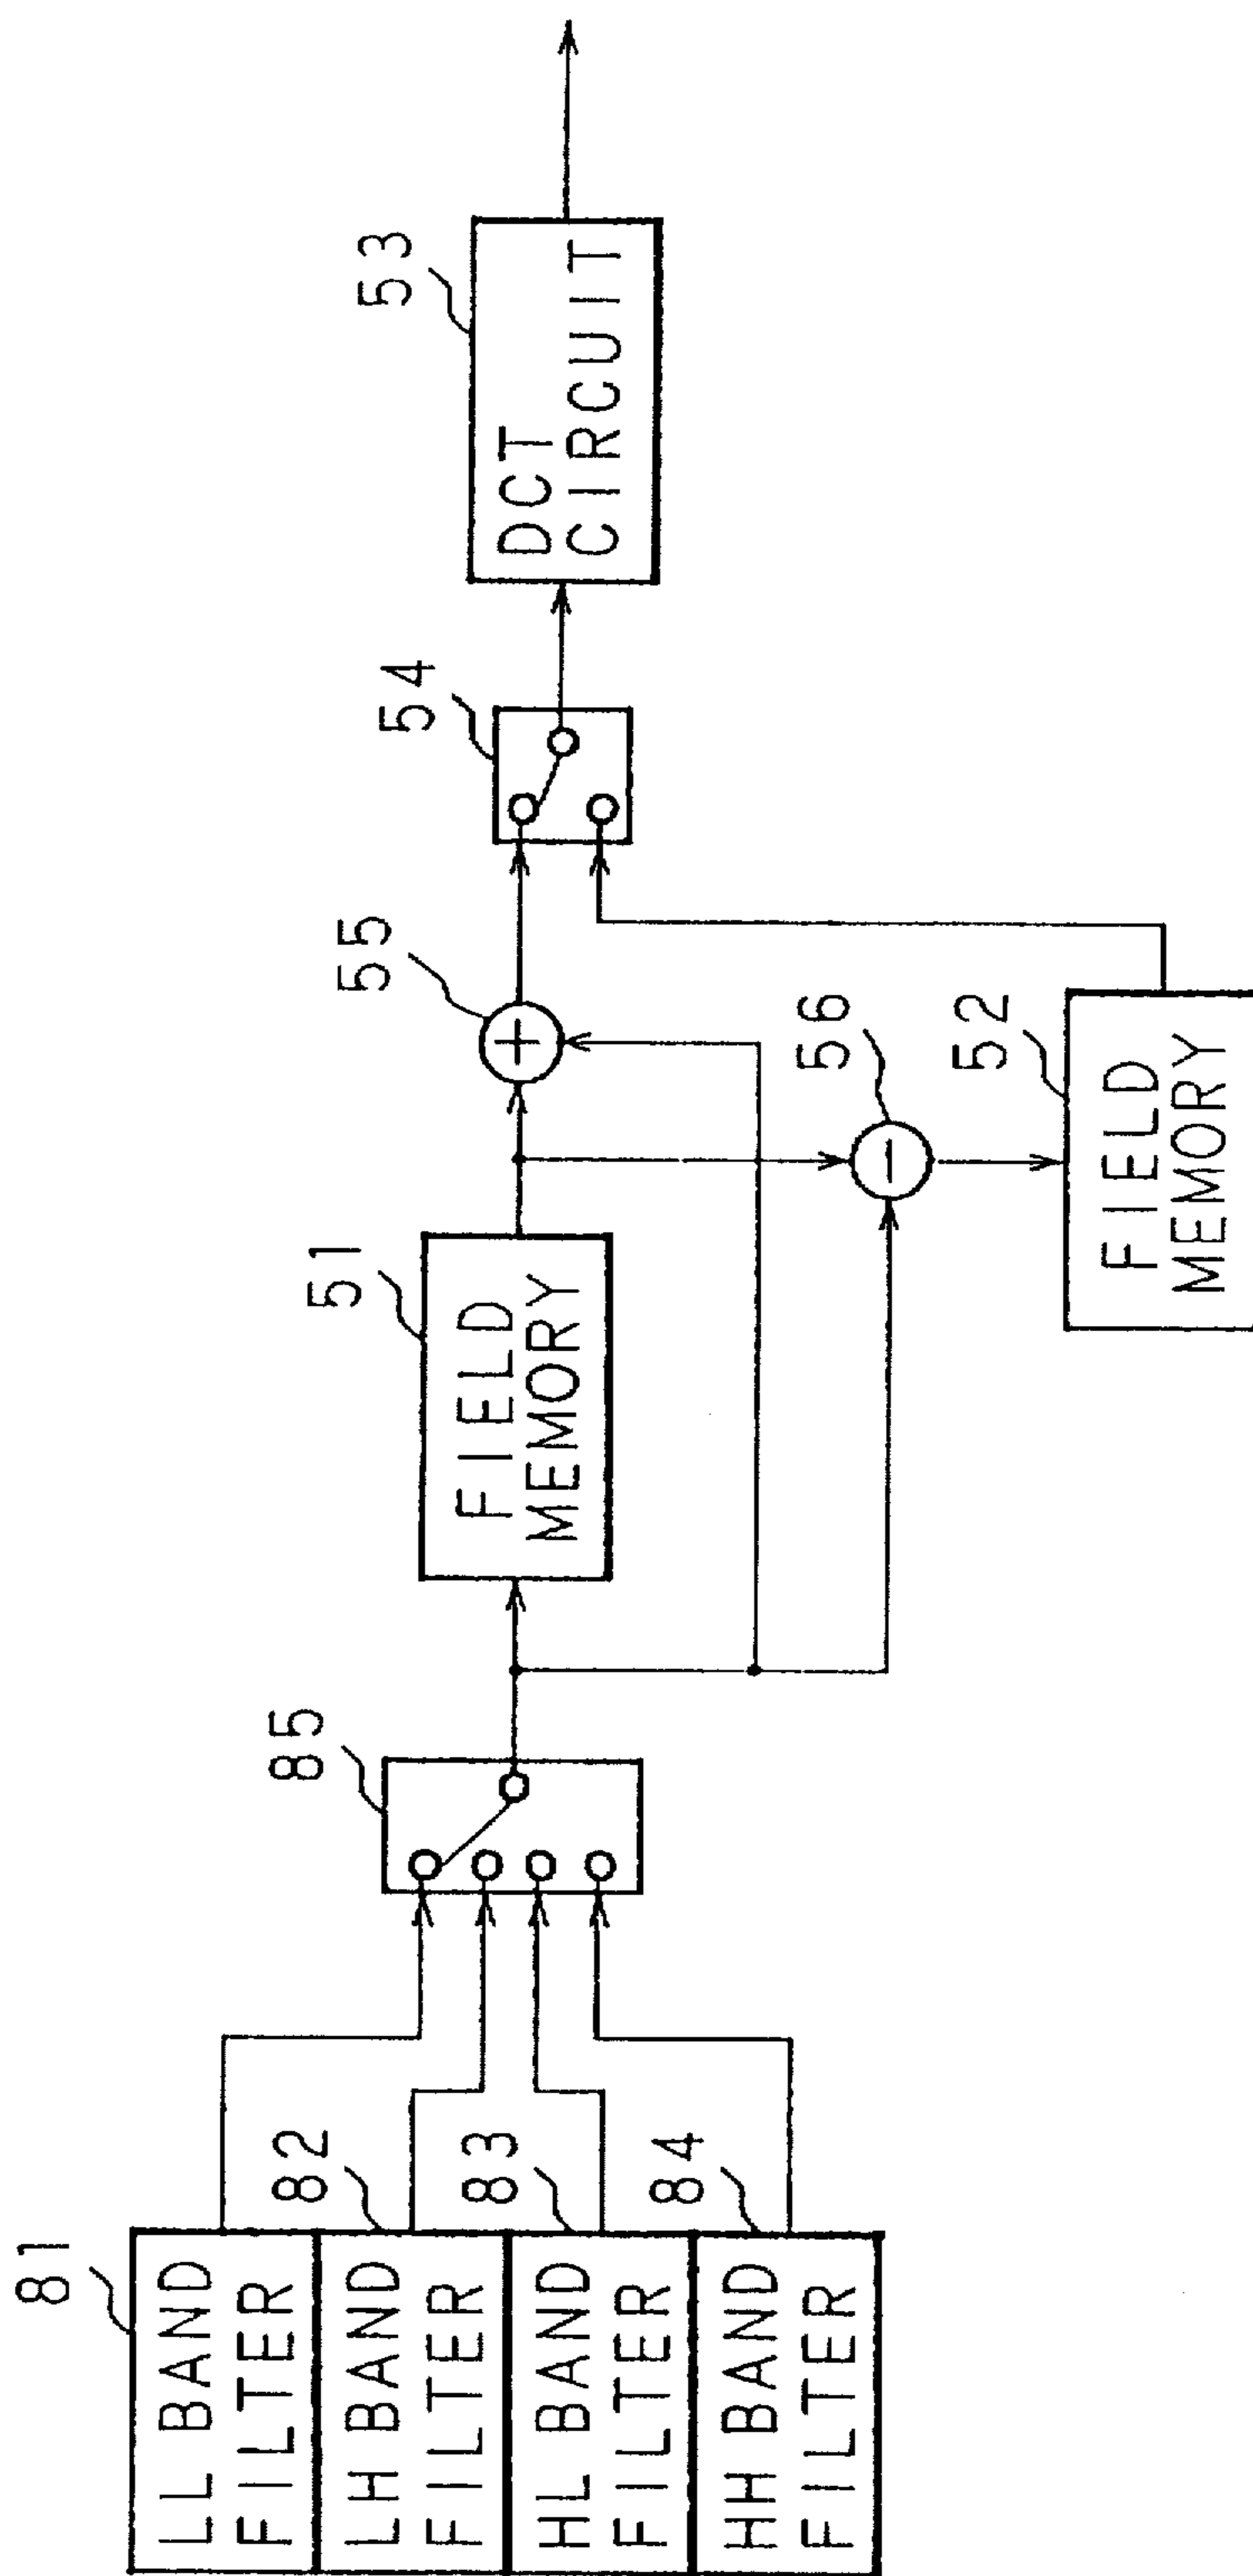 81
LL BAND
FILTER
82
LH BAND
FILTER
83
HL BAND
FILTER
84
HH BAND
FILTER
85
51
FIELD
MEMORY
55
+
56
−
52
FIELD
MEMORY
54
53
DCT
CIRCUIT